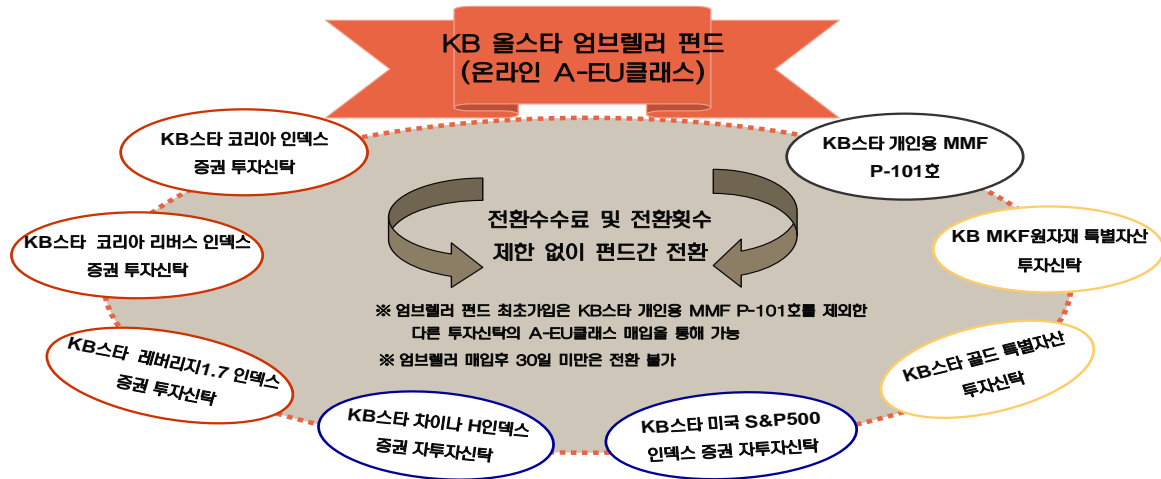 KB 올스타 엄브렐러 펀드
(온라인 A-EU클래스)
KB스타 코리아 인덱스
증권 투자신탁
KB스타 개인용 MMF
P-101호
KB스타 코리아 리버스 인덱스
증권 투자신탁
전환수수료 및 전환횟수
제한 없이 펀드간 전환
KB MKF원자재 특별자산
투자신탁
※ 엄브렐러 펀드 최초가입은 KB스타 개인용 MMF P-101호를 제외한
다른 투자신탁의 A-EU클래스 매입을 통해 가능
※ 엄브렐러 매입후 30일 미만은 전환 불가
KB스타 레버리지1.7 인덱스
증권 투자신탁
KB스타 골드 특별자산
투자신탁
KB스타 차이나 H인덱스
증권 자투자신탁
KB스타 미국 S&P500
인덱스 증권 자투자신탁